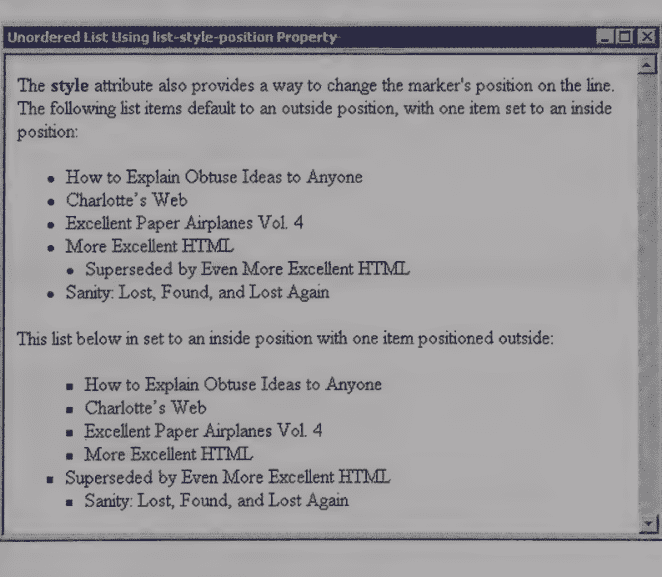 Unordered List Using list-style-position Property
The style attribute also provides a way to change the marker's position on the line.
The following list items default to an outside position, with one item set to an inside
position:
• How to Explain Obtuse Ideas to Anyone
• Charlotte's Web
• Excellent Paper Airplanes Vol. 4
• More Excellent HTML
• Superseded by Even More Excellent HTML
• Sanity: Lost, Found, and Lost Again
This list below in set to an inside position with one item positioned outside:
▪ How to Explain Obtuse Ideas to Anyone
▪ Charlotte's Web
▪ Excellent Paper Airplanes Vol. 4
▪ More Excellent HTML
▪ Superseded by Even More Excellent HTML
▪ Sanity: Lost, Found, and Lost Again